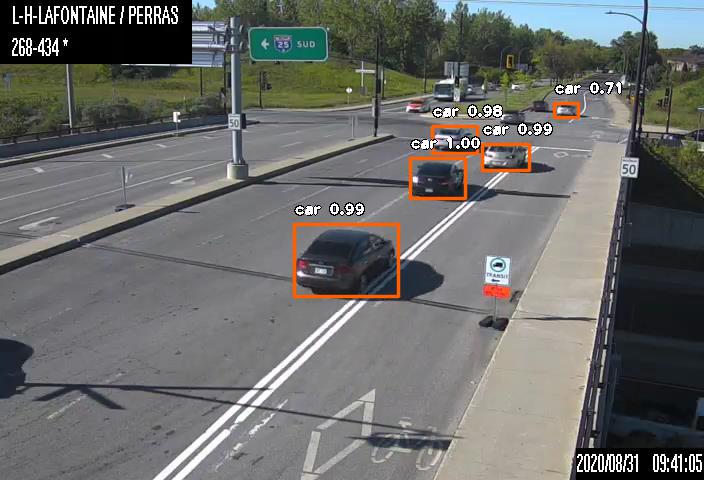 L-H-LAFONTAINE / PERRAS
268-434 *
25 SUD
car 0.71
car 0.98
car 0.99
car 1.00
50
50
car 0.99
TRANSIT
2020/08/31 09:41:05